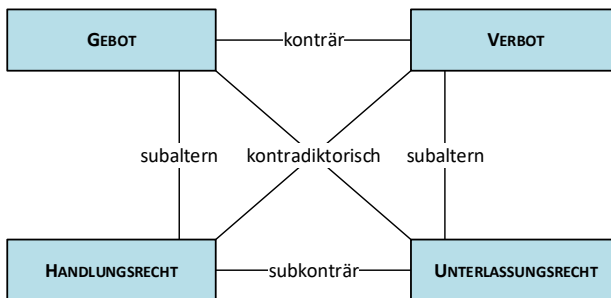 GEBOT konträr VERBOT
subaltern kontradiktorisch subaltern
HANDLUNGSRECHT subkonträr UNTERLASSUNGSRECHT